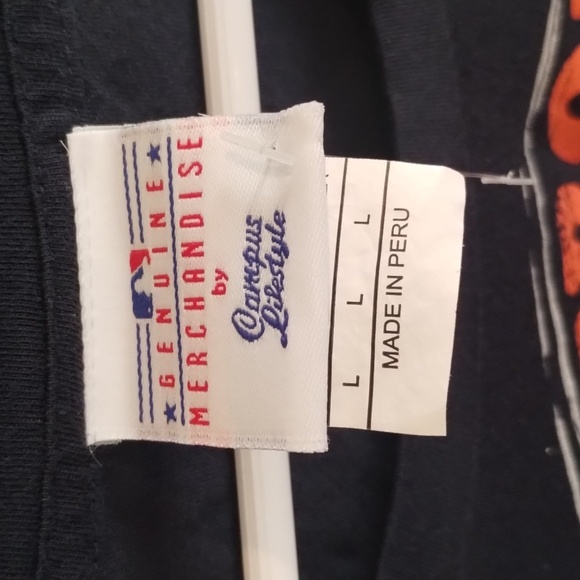 ★ GENUINE ★
MERCHANDISE
by
Campus
Lifestyle
L L L
MADE IN PERU